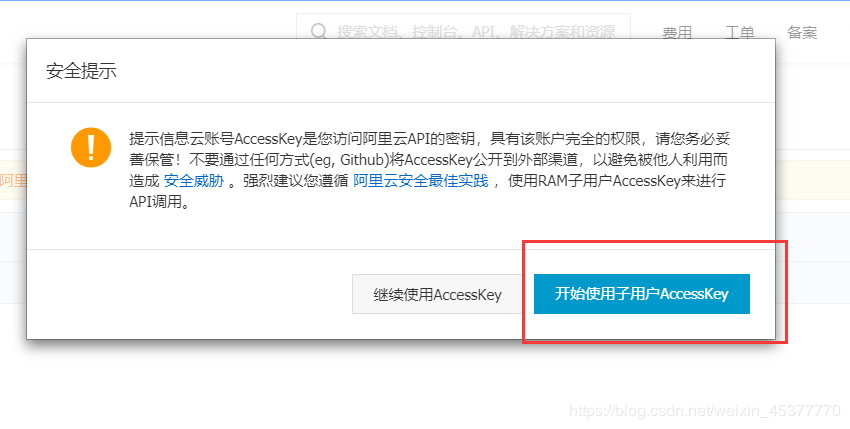 搜索文档、控制台、API、解决方案和资源
费用
工单
备案
安全提示
阿里
提示信息云账号AccessKey是您访问阿里云API的密钥，具有该账户完全的权限，请您务必妥
善保管！不要通过任何方式(eg, Github)将AccessKey公开到外部渠道，以避免被他人利用而
造成 安全威胁 。强烈建议您遵循 阿里云安全最佳实践 ，使用RAM子用户AccessKey来进行
API调用。
继续使用AccessKey
开始使用子用户AccessKey
https://blog.csdn.net/weixin_45377770